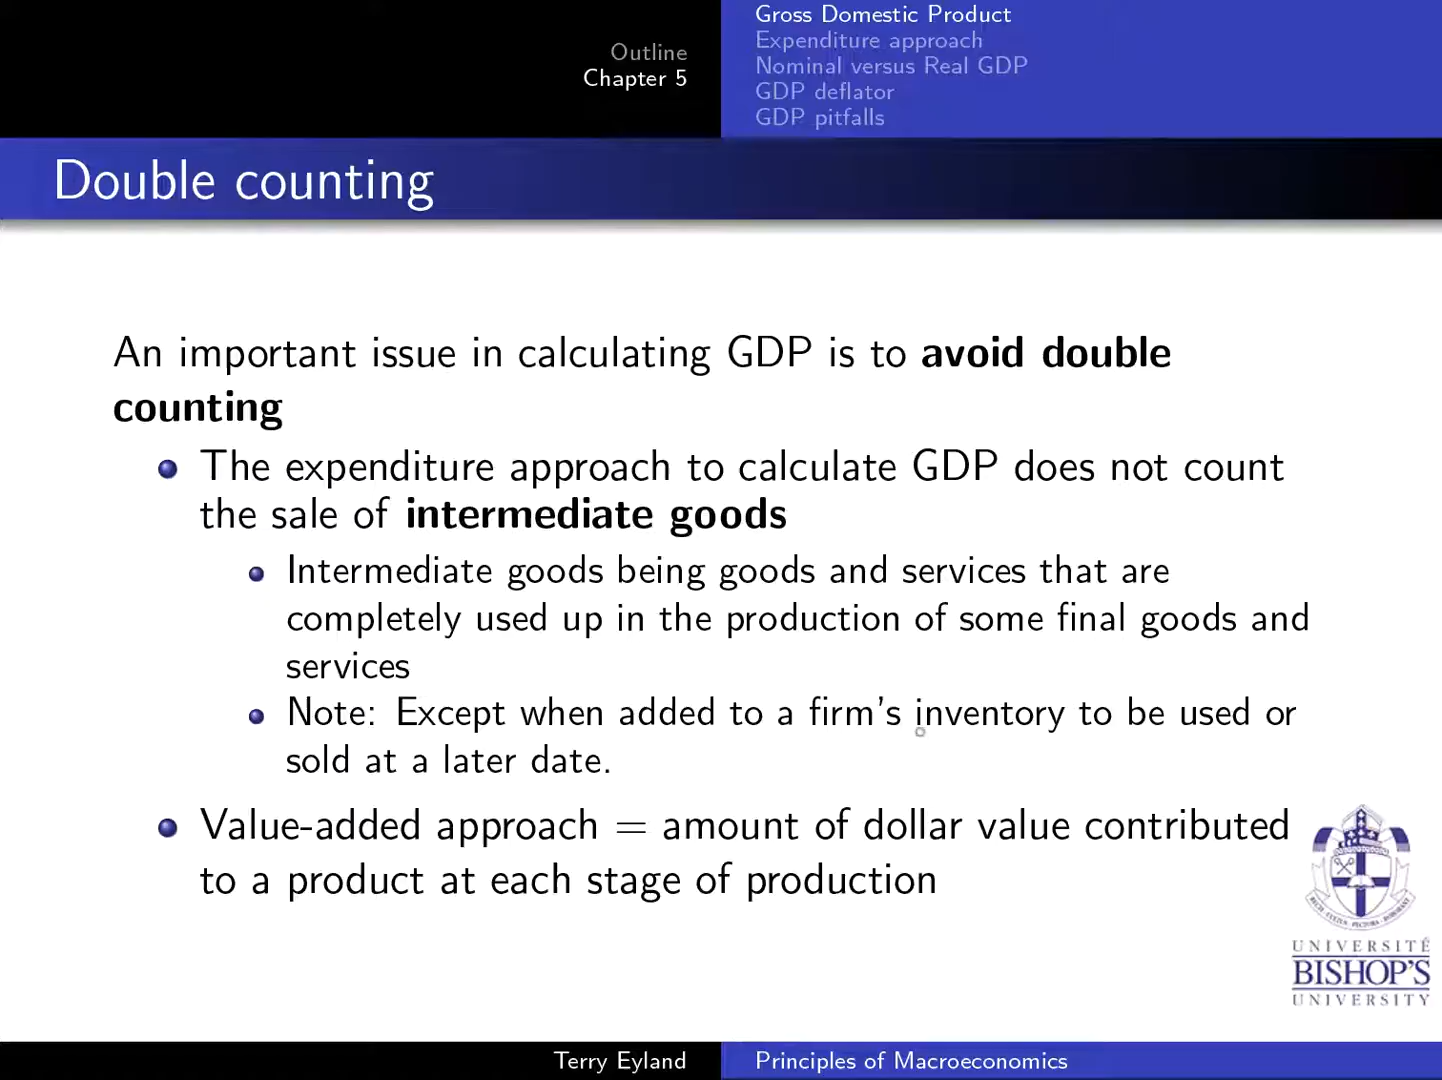 Outline
Chapter 5
Gross Domestic Product
Expenditure approach
Nominal versus Real GDP
GDP deflator
GDP pitfalls
Double counting
An important issue in calculating GDP is to avoid double
counting
The expenditure approach to calculate GDP does not count
the sale of intermediate goods
Intermediate goods being goods and services that are
completely used up in the production of some final goods and
services
Note: Except when added to a firm's inventory to be used or
sold at a later date.
Value-added approach = amount of dollar value contributed
to a product at each stage of production
UNIVERSITÉ
BISHOP'S
UNIVERSITY
Terry Eyland
Principles of Macroeconomics